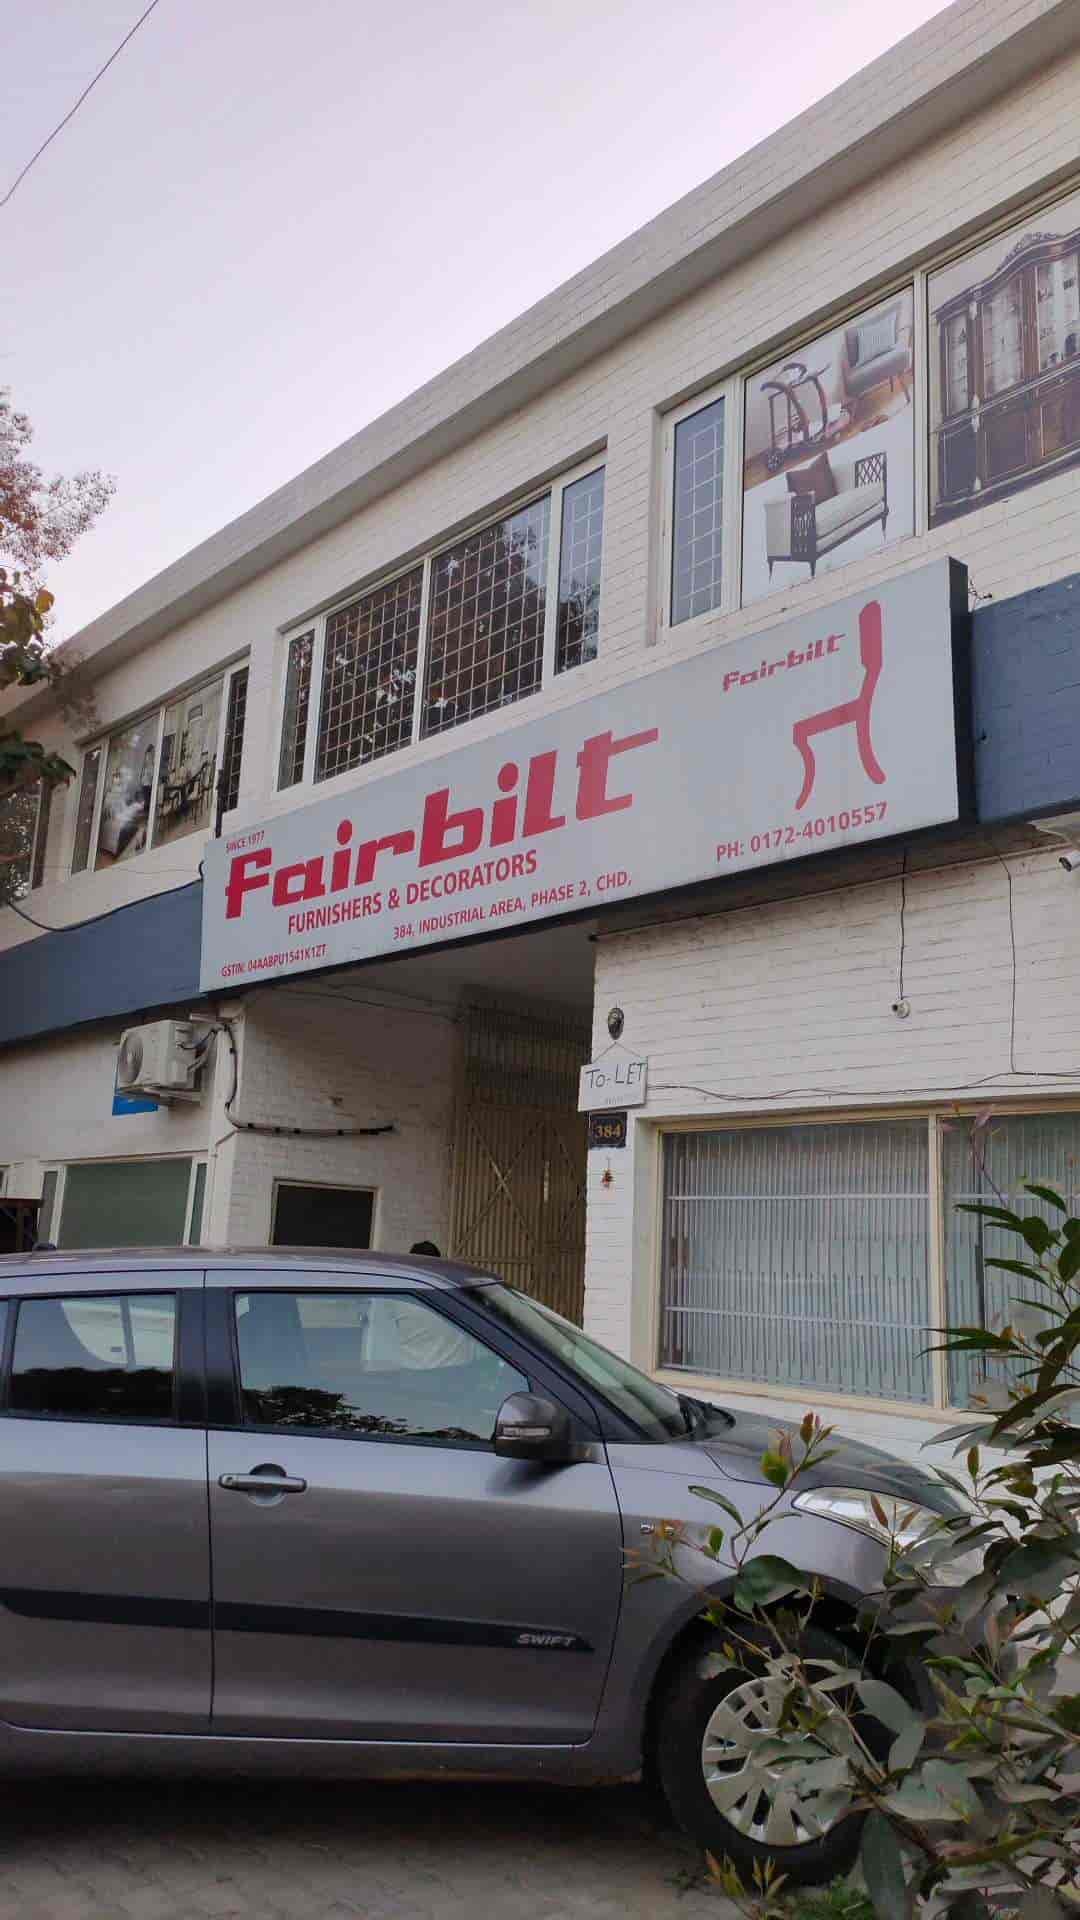 Fairbilt
SINCE 1977
Fairbilt
FURNISHERS & DECORATORS
384, INDUSTRIAL AREA, PHASE 2, CHD,
PH: 0172-4010557
GSTIN: 04AABPU1541K1ZT
TO-LET
384
SWIFT